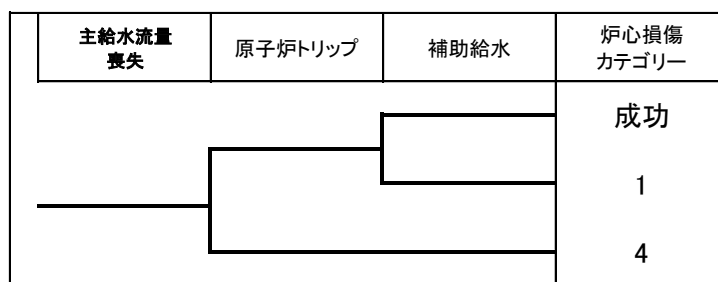 主給水流量
喪失
原子炉トリップ
補助給水
炉心損傷
カテゴリー
成功
1
4